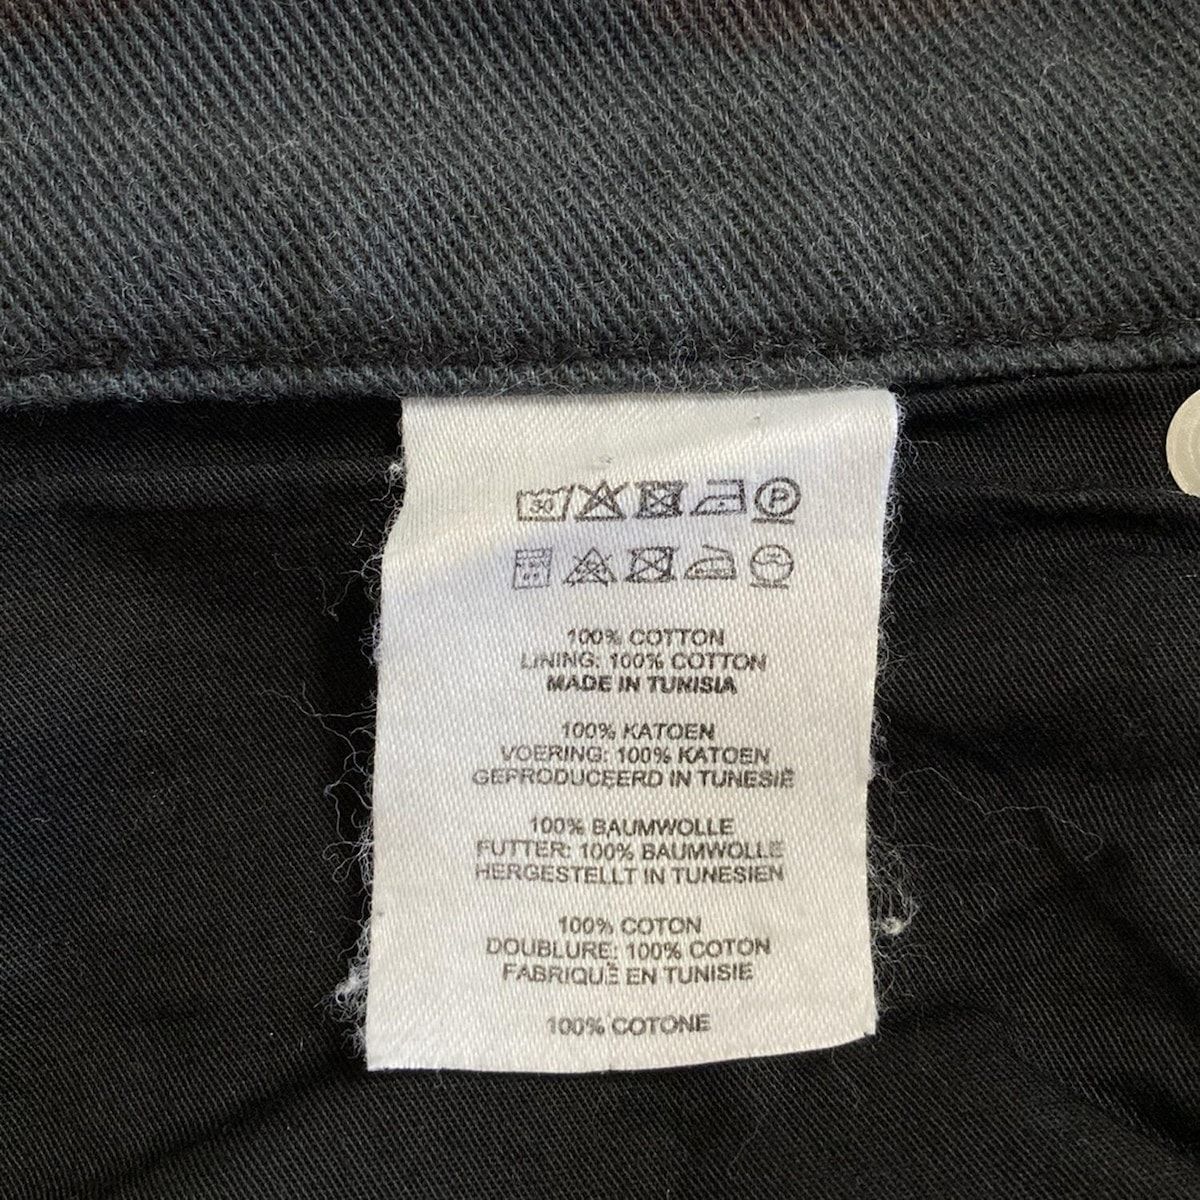 30 P
100% COTTON
LINING: 100% COTTON
MADE IN TUNISIA
100% KATOEN
VOERING: 100% KATOEN
GEPRODUCEERD IN TUNESIË
100% BAUMWOLLE
FUTTER: 100% BAUMWOLLE
HERGESTELLT IN TUNESIEN
100% COTON
DOUBLURE: 100% COTON
FABRIQUÉ EN TUNISIE
100% COTONE